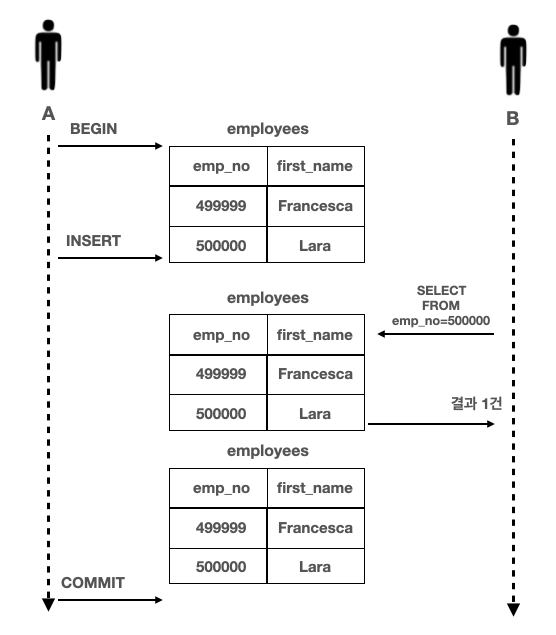 A
B
BEGIN
employees
emp_no first_name
499999 Francesca
INSERT
500000 Lara
employees
SELECT
FROM
emp_no=500000
emp_no first_name
499999 Francesca
500000 Lara
결과 1건
employees
emp_no first_name
499999 Francesca
500000 Lara
COMMIT